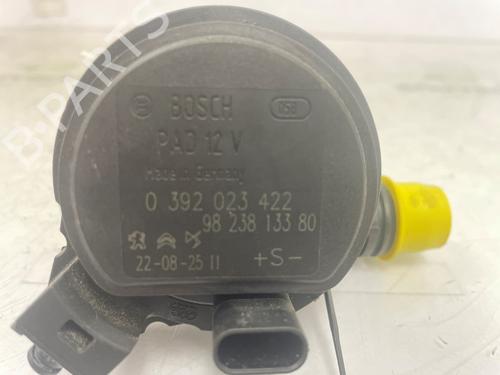 BOSCH
PAD 12 V
Made in Germany
0 392 023 422
98 238 133 80
22-08-25 11
+S-
B-PARTS